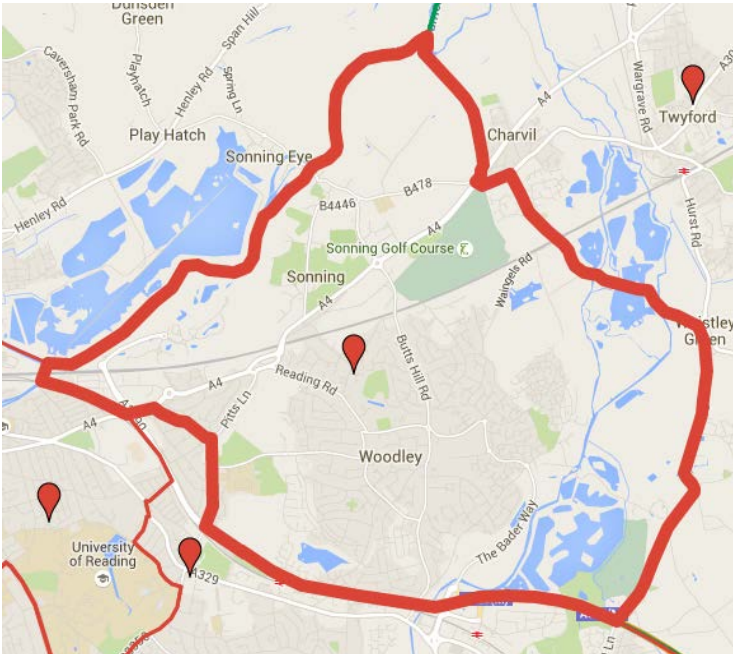 Dunsden
Green
Span Hill
Henley Rd
Spring Ln
Playhatch
Caversham Park Rd
Play Hatch
Sonning Eye
Henley Rd
A4
Charvil
Wargrave Rd
Twyford
B478
B4446
A4
Hurst Rd
Sonning Golf Course
Sonning
Waingels Rd
A4
Butts Hill Rd
Reading Rd
A4
Pitts Ln
A4
Woodley
The Bader Way
University
of Reading
A329
Green
Ln